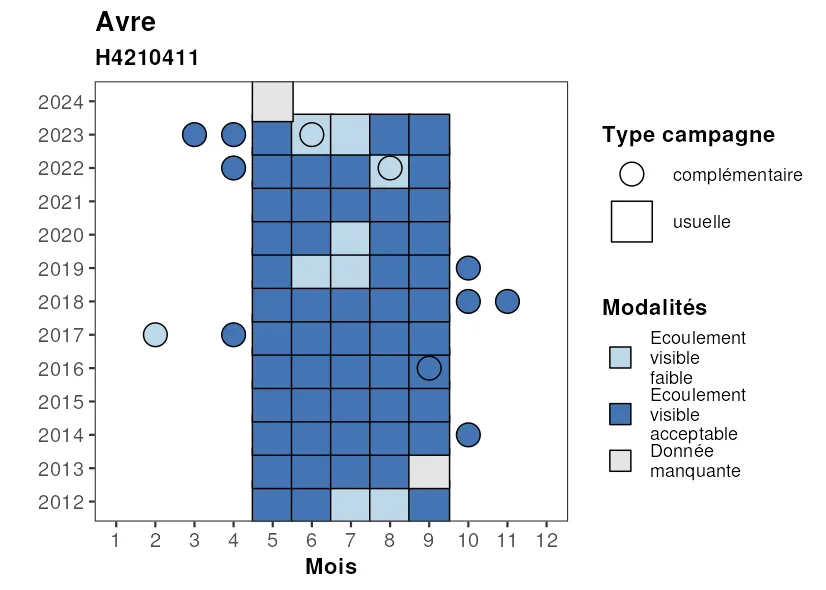 Avre
H4210411
2024
2023
2022
2021
2020
2019
2018
2017
2016
2015
2014
2013
2012
1 2 3 4 5 6 7 8 9 10 11 12
Mois
Type campagne
complémentaire
usuelle
Modalités
Ecoulement
visible
faible
Ecoulement
visible
acceptable
Donnée
manquante